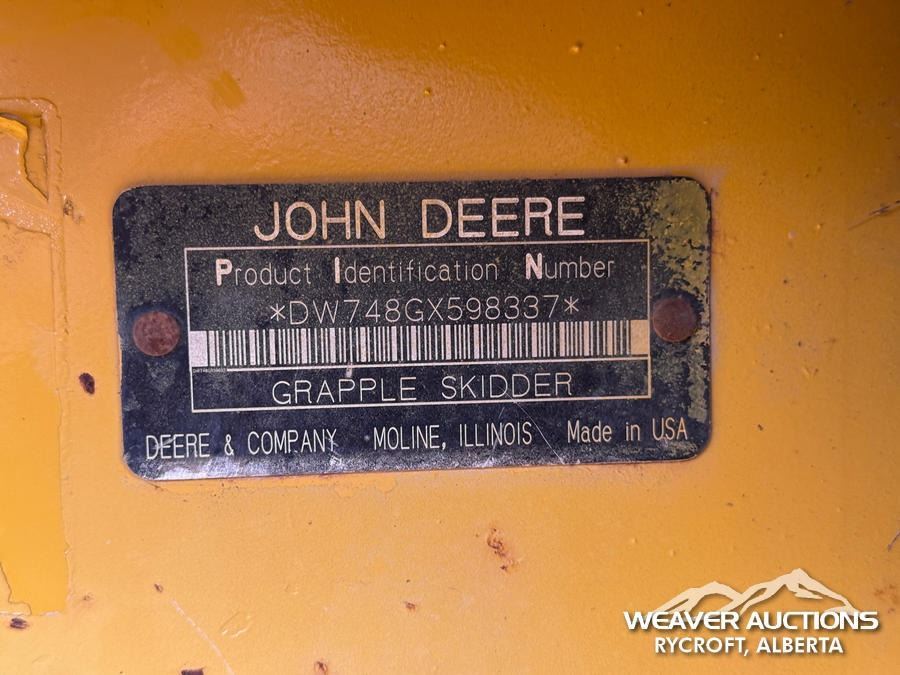 JOHN DEERE
Product Identification Number
*DW748GX598337*
GRAPPLE SKIDDER
DEERE & COMPANY MOLINE, ILLINOIS Made in USA
WEAVER AUCTIONS
RYCROFT, ALBERTA